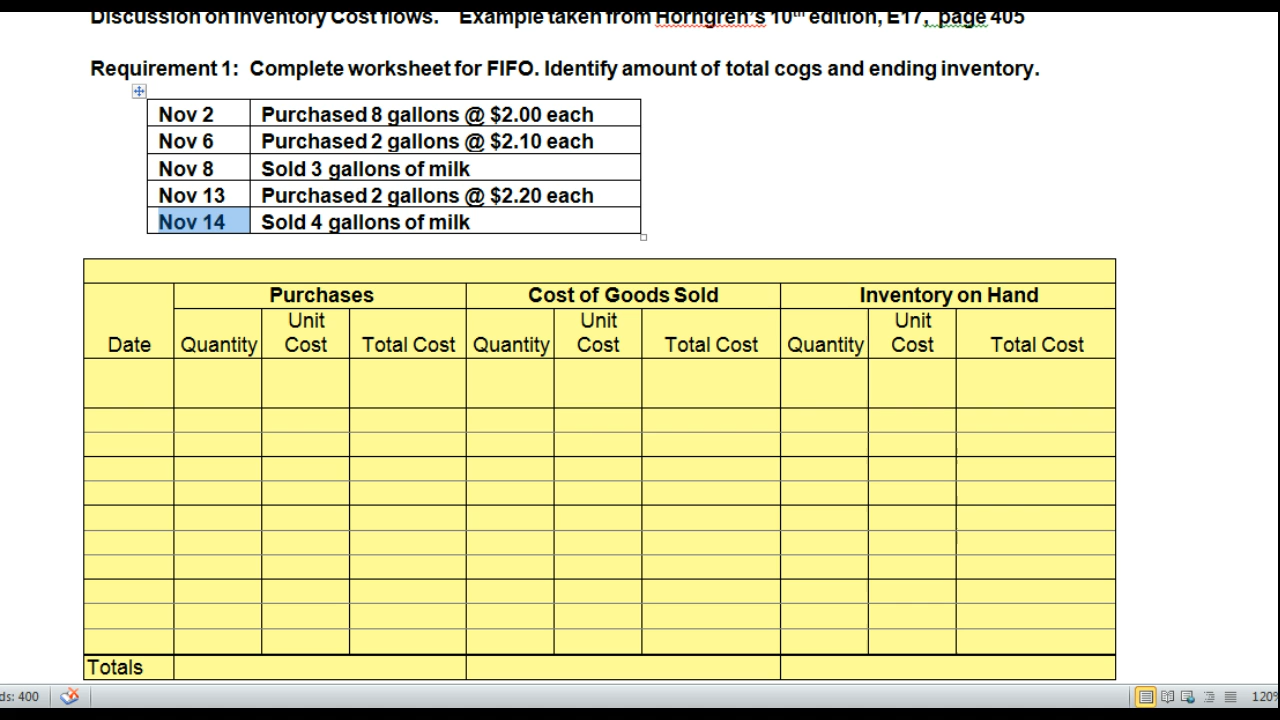 Discussion on Inventory Cost flows. Example taken from Horngren's 10th edition, E17, page 405
Requirement 1: Complete worksheet for FIFO. Identify amount of total cogs and ending inventory.
Nov 2 Purchased 8 gallons @ $2.00 each
Nov 6 Purchased 2 gallons @ $2.10 each
Nov 8 Sold 3 gallons of milk
Nov 13 Purchased 2 gallons @ $2.20 each
Nov 14 Sold 4 gallons of milk
Purchases Cost of Goods Sold Inventory on Hand
Unit Unit Unit
Date Quantity Cost Total Cost Quantity Cost Total Cost Quantity Cost Total Cost
Totals
ds: 400 120%